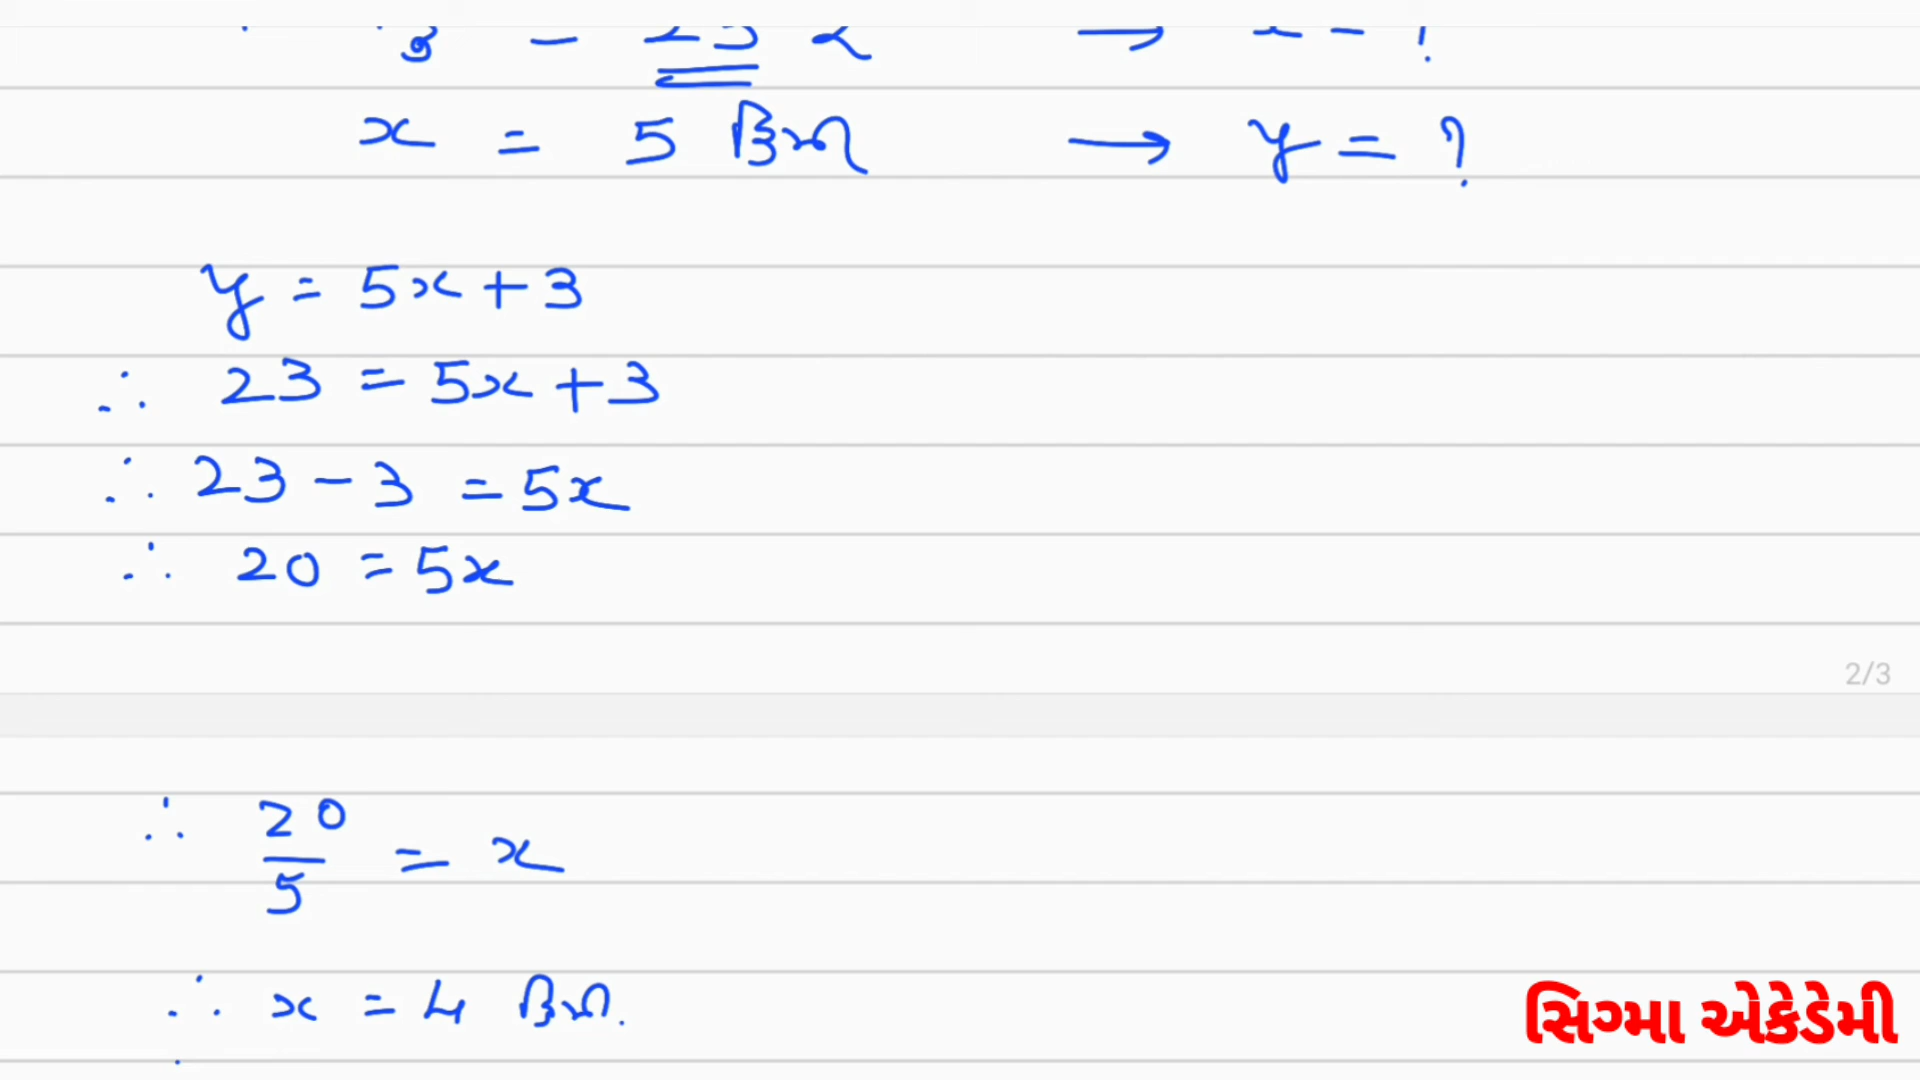 x = 5 કિમી → y = ?
y = 5x + 3
∴ 23 = 5x + 3
∴ 23 - 3 = 5x
∴ 20 = 5x
2/3
∴ 20/5 = x
∴ x = 4 કિમી.
સિગ્મા એકેડેમી